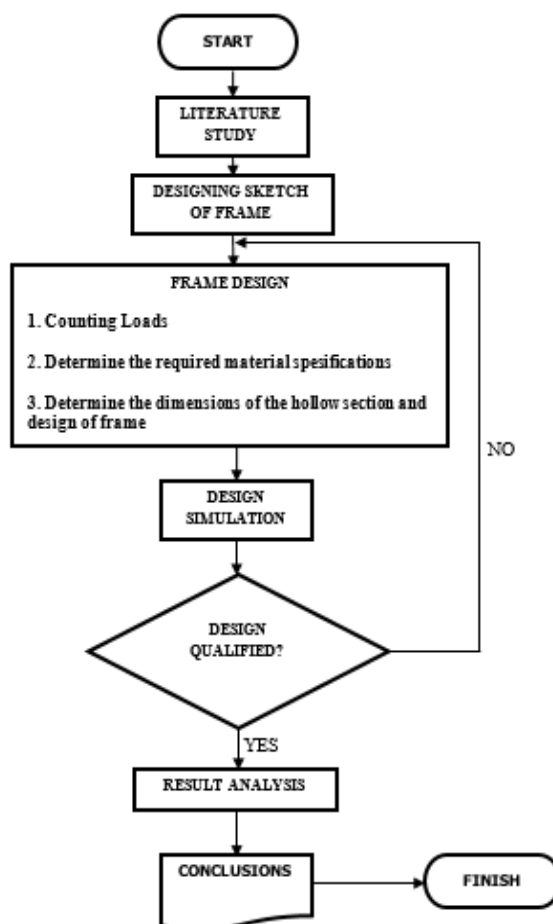 START
LITERATURE
STUDY
DESIGNING SKETCH
OF FRAME
FRAME DESIGN
1. Counting Loads
2. Determine the required material spesifications
3. Determine the dimensions of the hollow section and
design of frame
NO
DESIGN
SIMULATION
DESIGN
QUALIFIED?
YES
RESULT ANALYSIS
CONCLUSIONS
FINISH